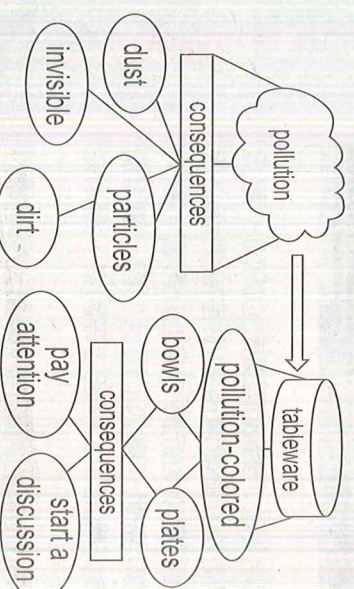 pollution
consequences
dust
invisible
particles
dirt
tableware
pollution-colored
bowls
plates
consequences
pay
attention
start a
discussion